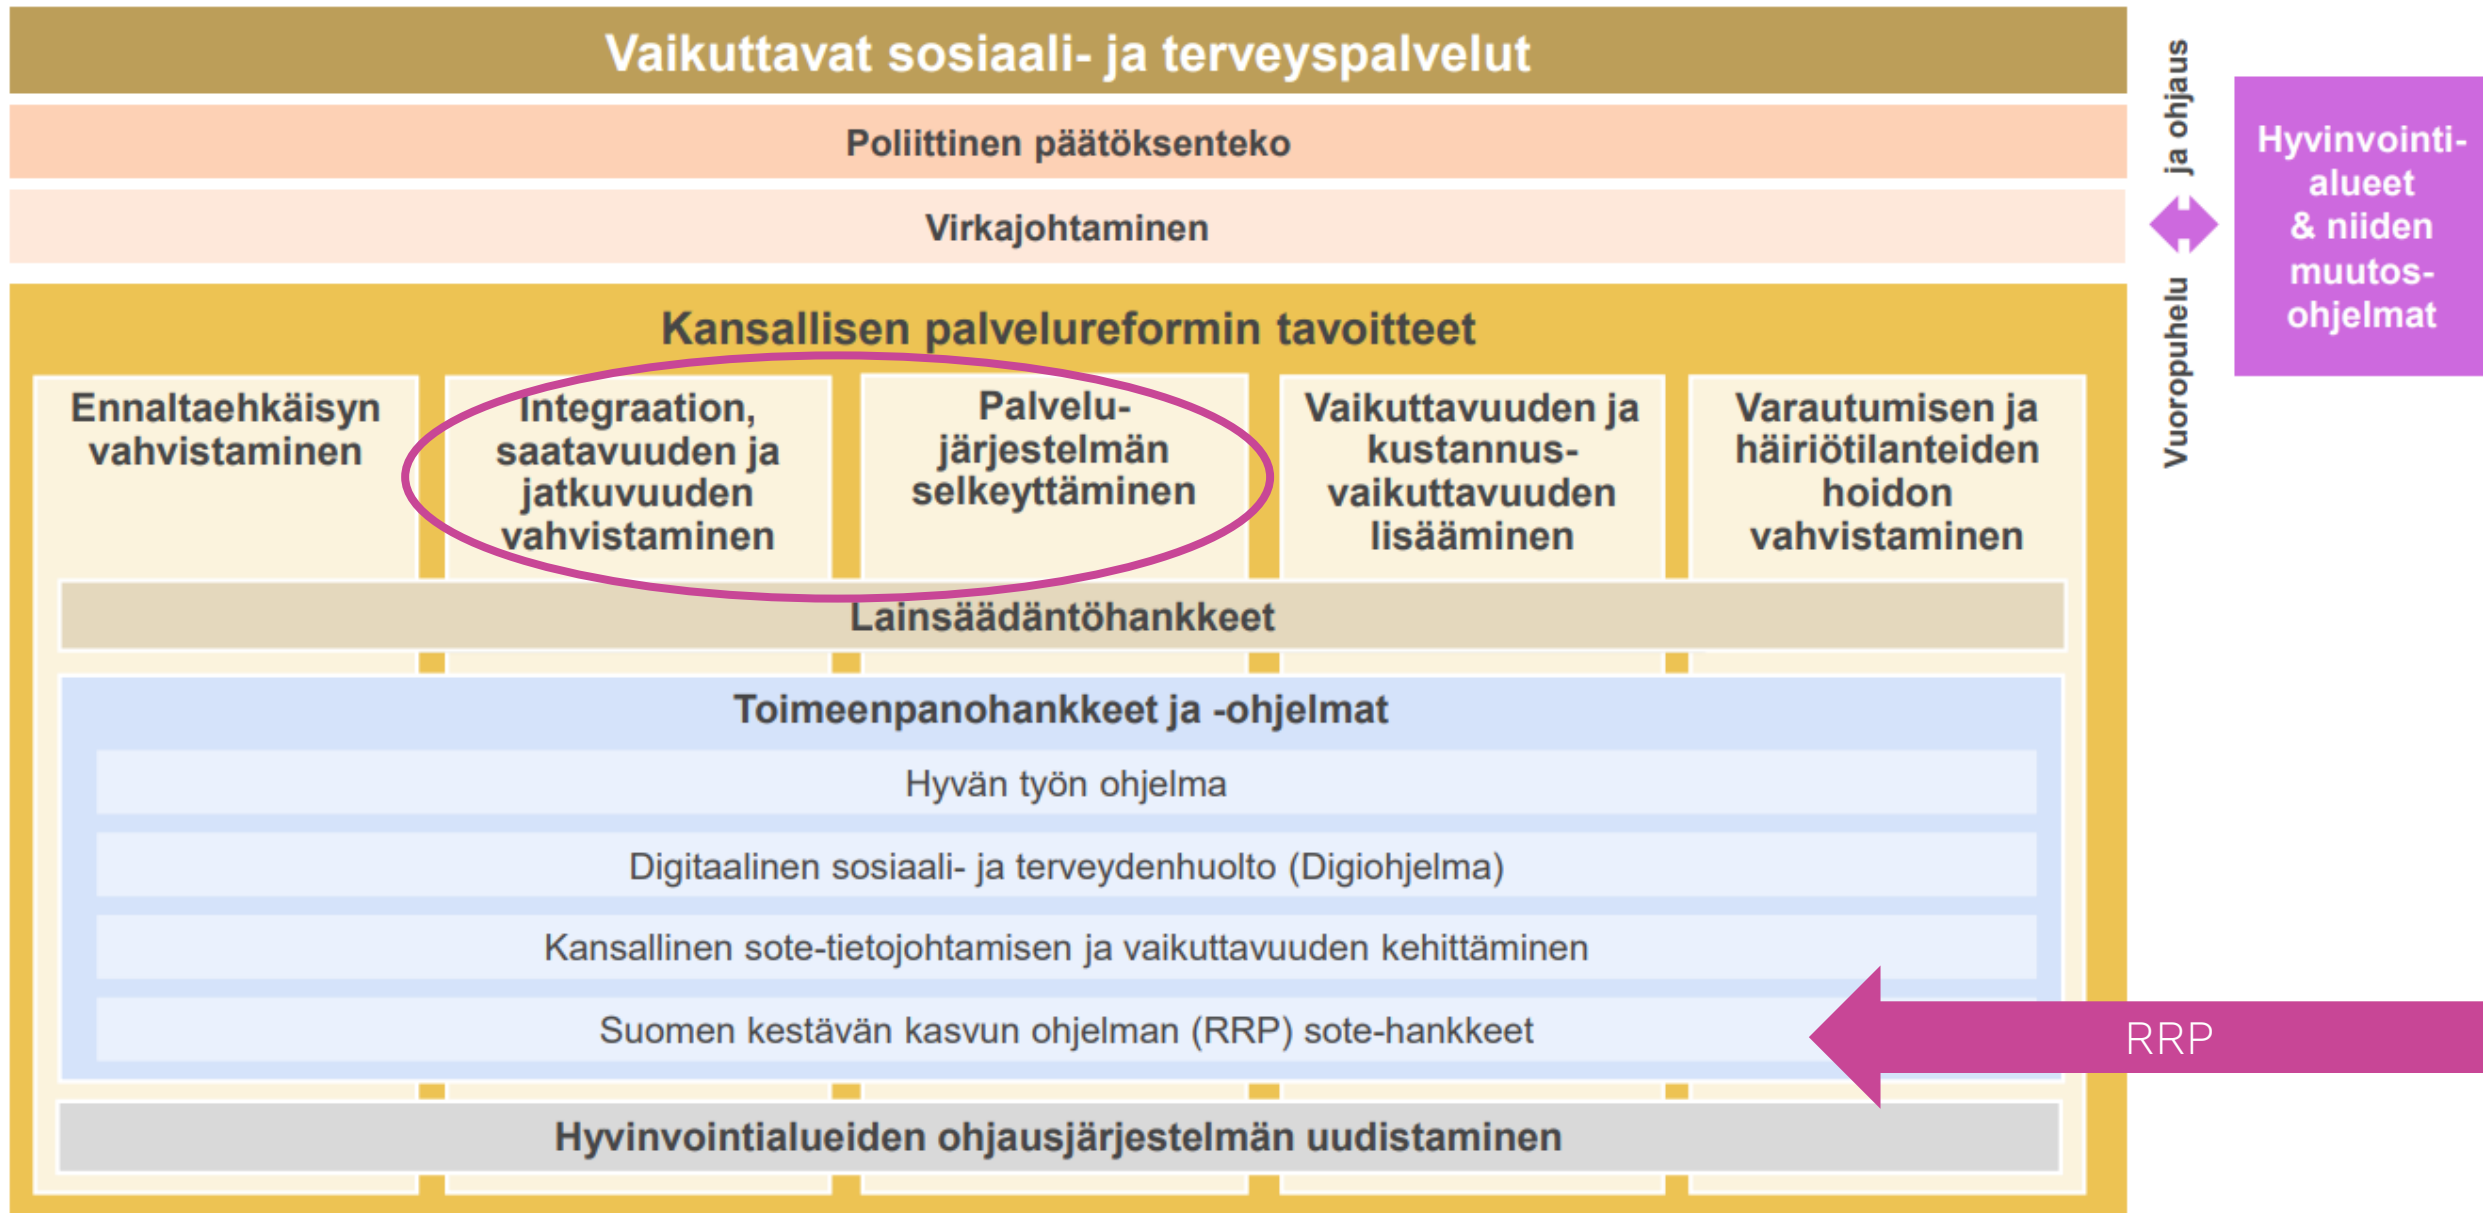 Vaikuttavat sosiaali- ja terveyspalvelut
Poliittinen päätöksenteko
Virkajohtaminen
Vuoropuhelu
ja ohjaus
Hyvinvointi-
alueet
& niiden
muutos-
ohjelmat
Kansallisen palvelureformin tavoitteet
Ennaltaehkäisyn
vahvistaminen
Integraation,
saatavuuden ja
jatkuvuuden
vahvistaminen
Palvelu-
järjestelmän
selkeyttäminen
Vaikuttavuuden ja
kustannus-
vaikuttavuuden
lisääminen
Varautumisen ja
häiriötilanteiden
hoidon
vahvistaminen
Lainsäädäntöhankkeet
Toimeenpanohankkeet ja -ohjelmat
Hyvän työn ohjelma
Digitaalinen sosiaali- ja terveydenhuolto (Digiohjelma)
Kansallinen sote-tietojohtamisen ja vaikuttavuuden kehittäminen
Suomen kestävän kasvun ohjelman (RRP) sote-hankkeet
RRP
Hyvinvointialueiden ohjausjärjestelmän uudistaminen